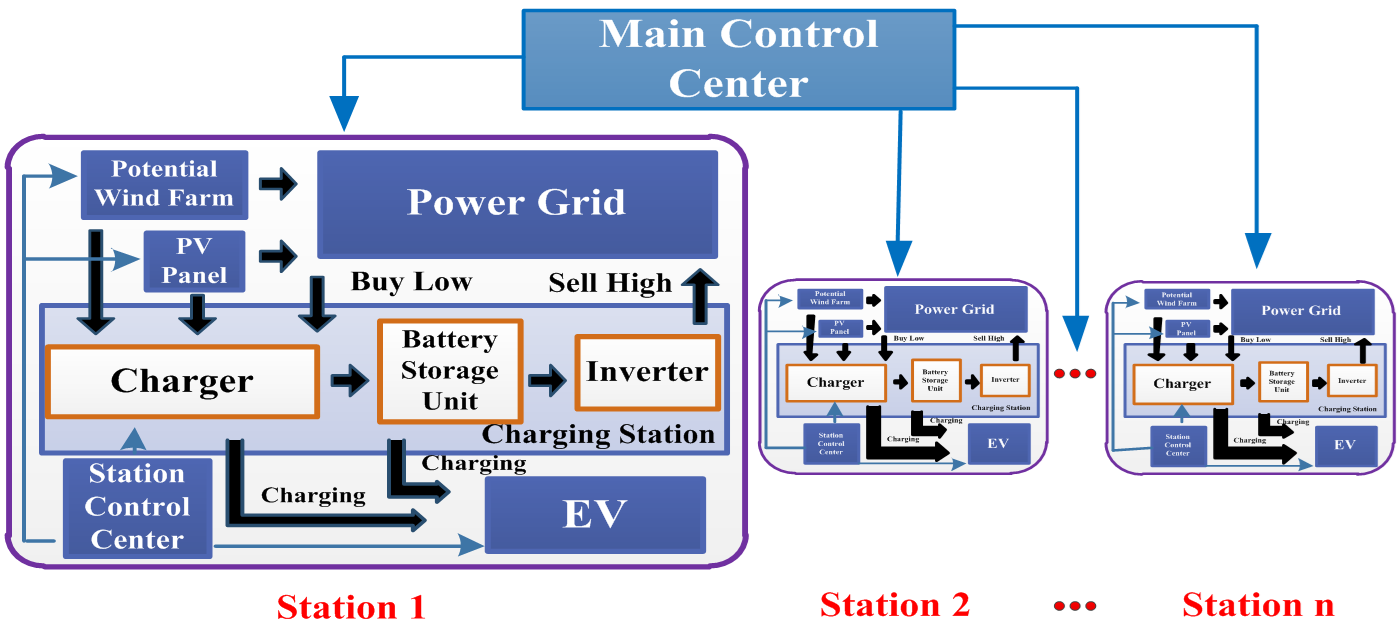 Main Control
Center
Potential
Wind Farm
Power Grid
PV
Panel
Buy Low
Sell High
Charger
Battery
Storage
Unit
Inverter
Charging Station
Station
Control
Center
Charging
Charging
EV
Station 1
Potential
Wind Farm
Power Grid
PV
Panel
Buy Low
Sell High
Charger
Battery
Storage
Unit
Inverter
Charging Station
Station
Control
Center
Charging
Charging
EV
Station 2
Potential
Wind Farm
Power Grid
PV
Panel
Buy Low
Sell High
Charger
Battery
Storage
Unit
Inverter
Charging Station
Station
Control
Center
Charging
Charging
EV
Station n